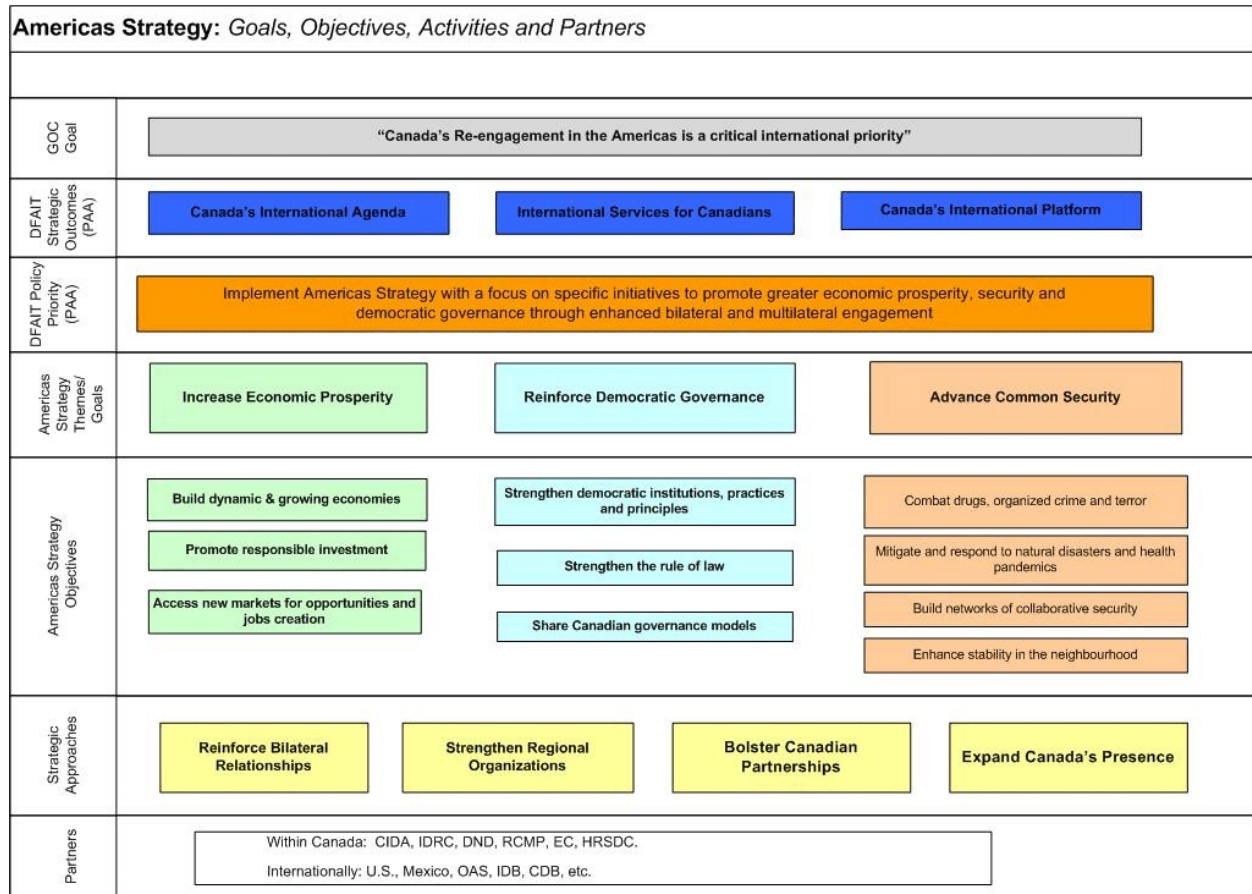 Americas Strategy: Goals, Objectives, Activities and Partners
GOC
Goal
“Canada’s Re-engagement in the Americas is a critical international priority”
DFAIT
Strategic
Outcomes
(PAA)
Canada’s International Agenda
International Services for Canadians
Canada’s International Platform
DFAIT Policy
Priority
(PAA)
Implement Americas Strategy with a focus on specific initiatives to promote greater economic prosperity, security and
democratic governance through enhanced bilateral and multilateral engagement
Americas
Strategy
Themes/
Goals
Increase Economic Prosperity
Reinforce Democratic Governance
Advance Common Security
Americas Strategy
Objectives
Build dynamic & growing economies
Promote responsible investment
Access new markets for opportunities and
jobs creation
Strengthen democratic institutions, practices
and principles
Strengthen the rule of law
Share Canadian governance models
Combat drugs, organized crime and terror
Mitigate and respond to natural disasters and health
pandemics
Build networks of collaborative security
Enhance stability in the neighbourhood
Strategic
Approaches
Reinforce Bilateral
Relationships
Strengthen Regional
Organizations
Bolster Canadian
Partnerships
Expand Canada’s Presence
Partners
Within Canada: CIDA, IDRC, DND, RCMP, EC, HRSDC.
Internationally: U.S., Mexico, OAS, IDB, CDB, etc.